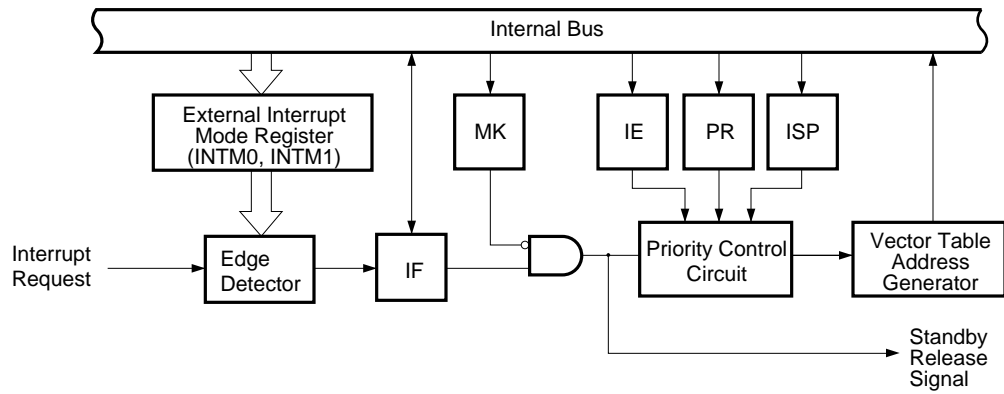 Internal Bus
External Interrupt
Mode Register
(INTM0, INTM1)
MK
IE
PR
ISP
Interrupt
Request
Edge
Detector
IF
Priority Control
Circuit
Vector Table
Address
Generator
Standby
Release
Signal